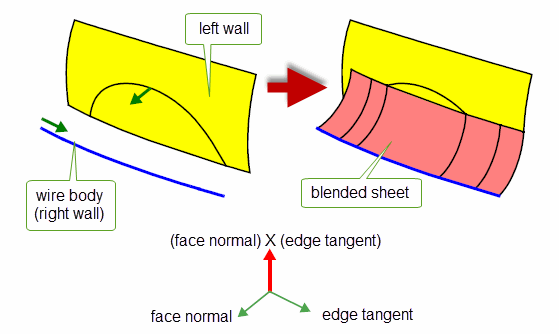 left wall
wire body
(right wall)
blended sheet
(face normal) X (edge tangent)
face normal
edge tangent